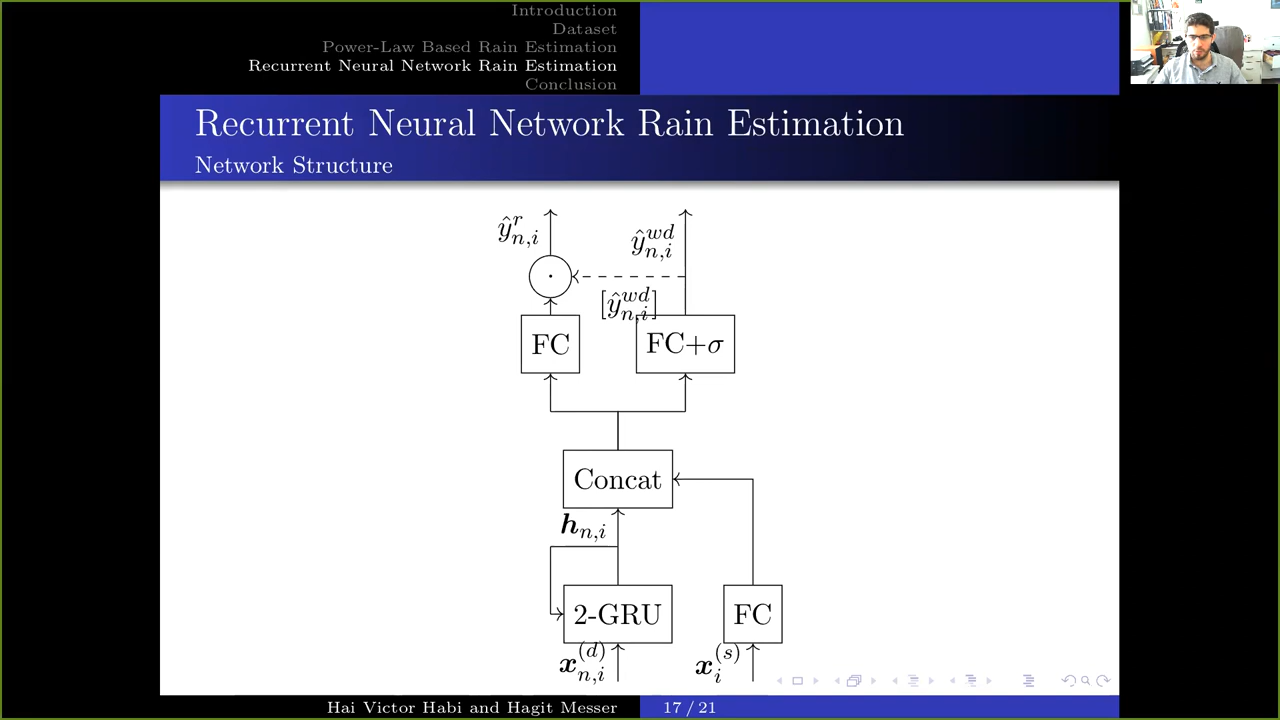 Introduction
Dataset
Power-Law Based Rain Estimation
Recurrent Neural Network Rain Estimation
Conclusion
Recurrent Neural Network Rain Estimation
Network Structure
ŷ^r_{n,i}
ŷ^{wd}_{n,i}
[ŷ^{wd}_{n,i}]
FC
FC+σ
Concat
h_{n,i}
2-GRU
FC
x^{(d)}_{n,i}
x^{(s)}_i
Hai Victor Habi and Hagit Messer
17 / 21